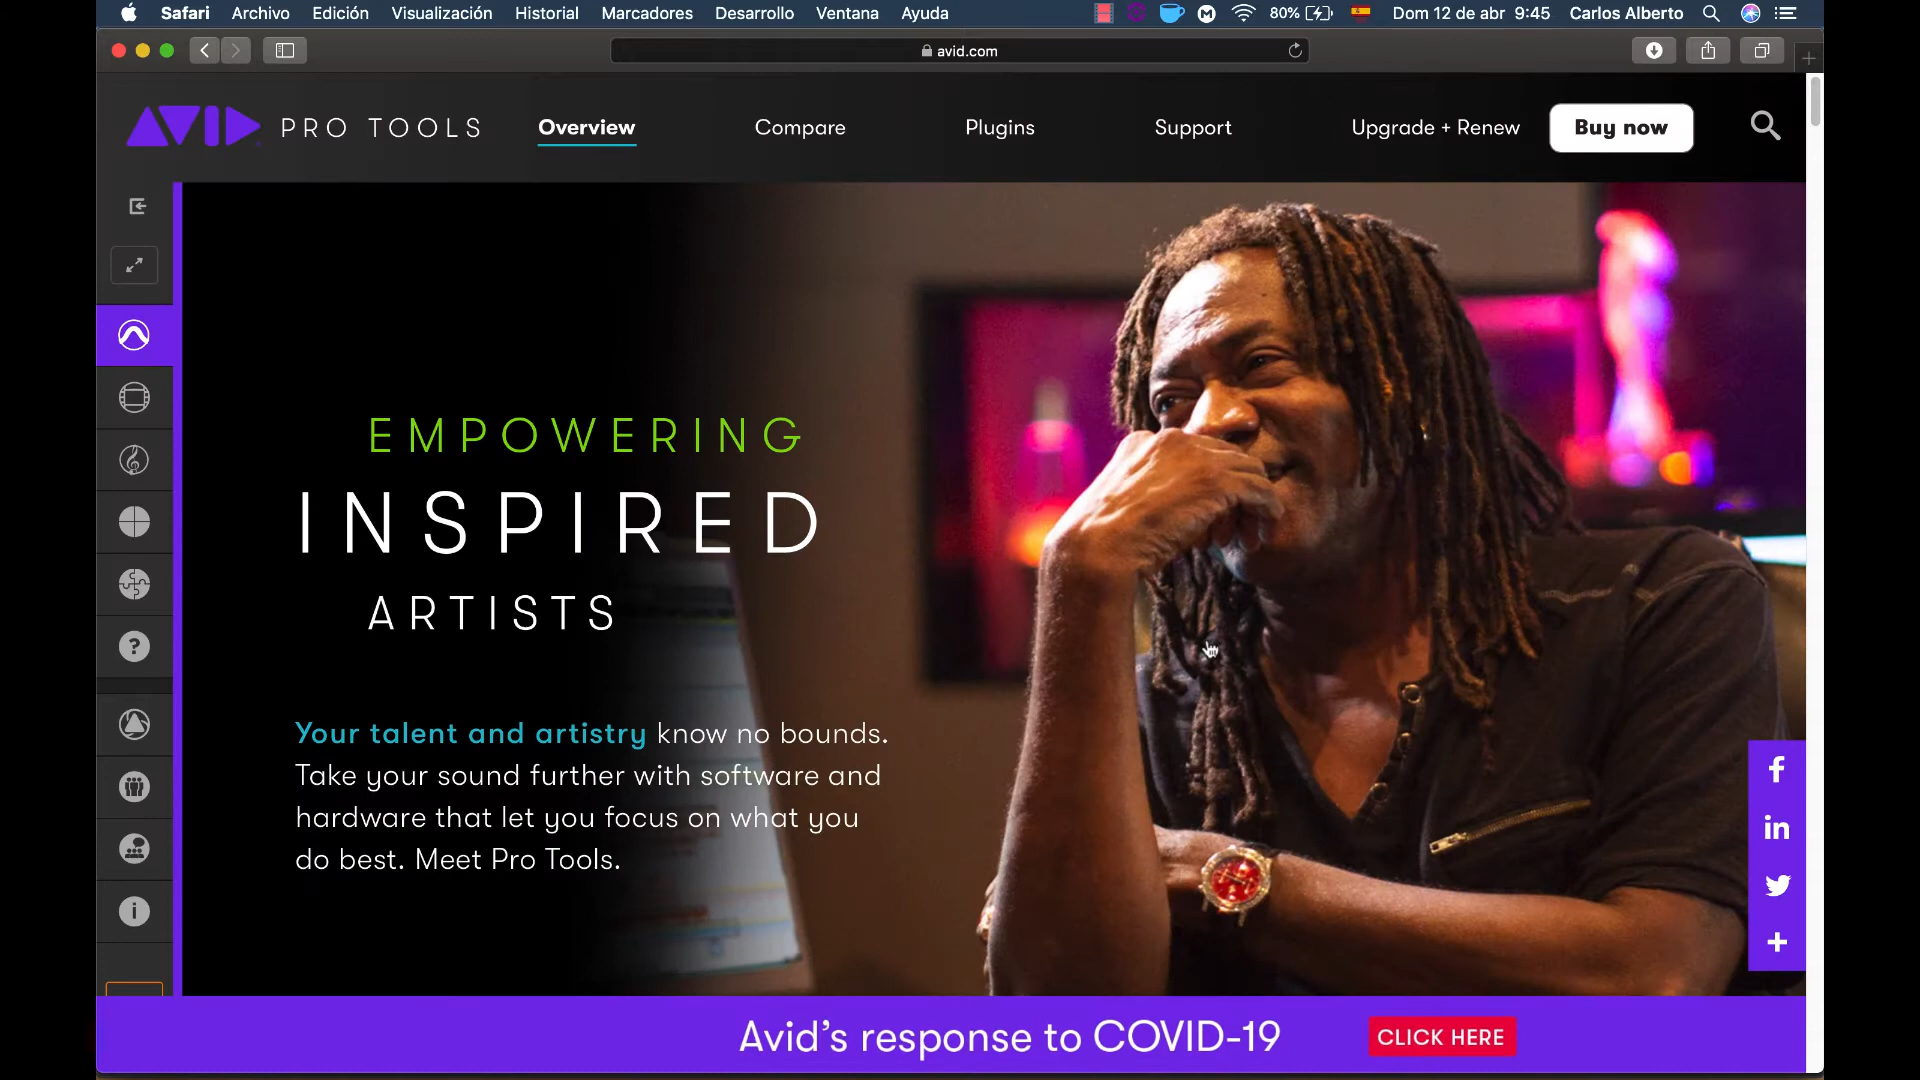 Safari Archivo Edición Visualización Historial Marcadores Desarrollo Ventana Ayuda 80% Dom 12 de abr 9:45 Carlos Alberto
avid.com
AVID PRO TOOLS Overview Compare Plugins Support Upgrade + Renew Buy now
EMPOWERING
INSPIRED
ARTISTS
Your talent and artistry know no bounds.
Take your sound further with software and
hardware that let you focus on what you
do best. Meet Pro Tools.
Avid's response to COVID-19 CLICK HERE